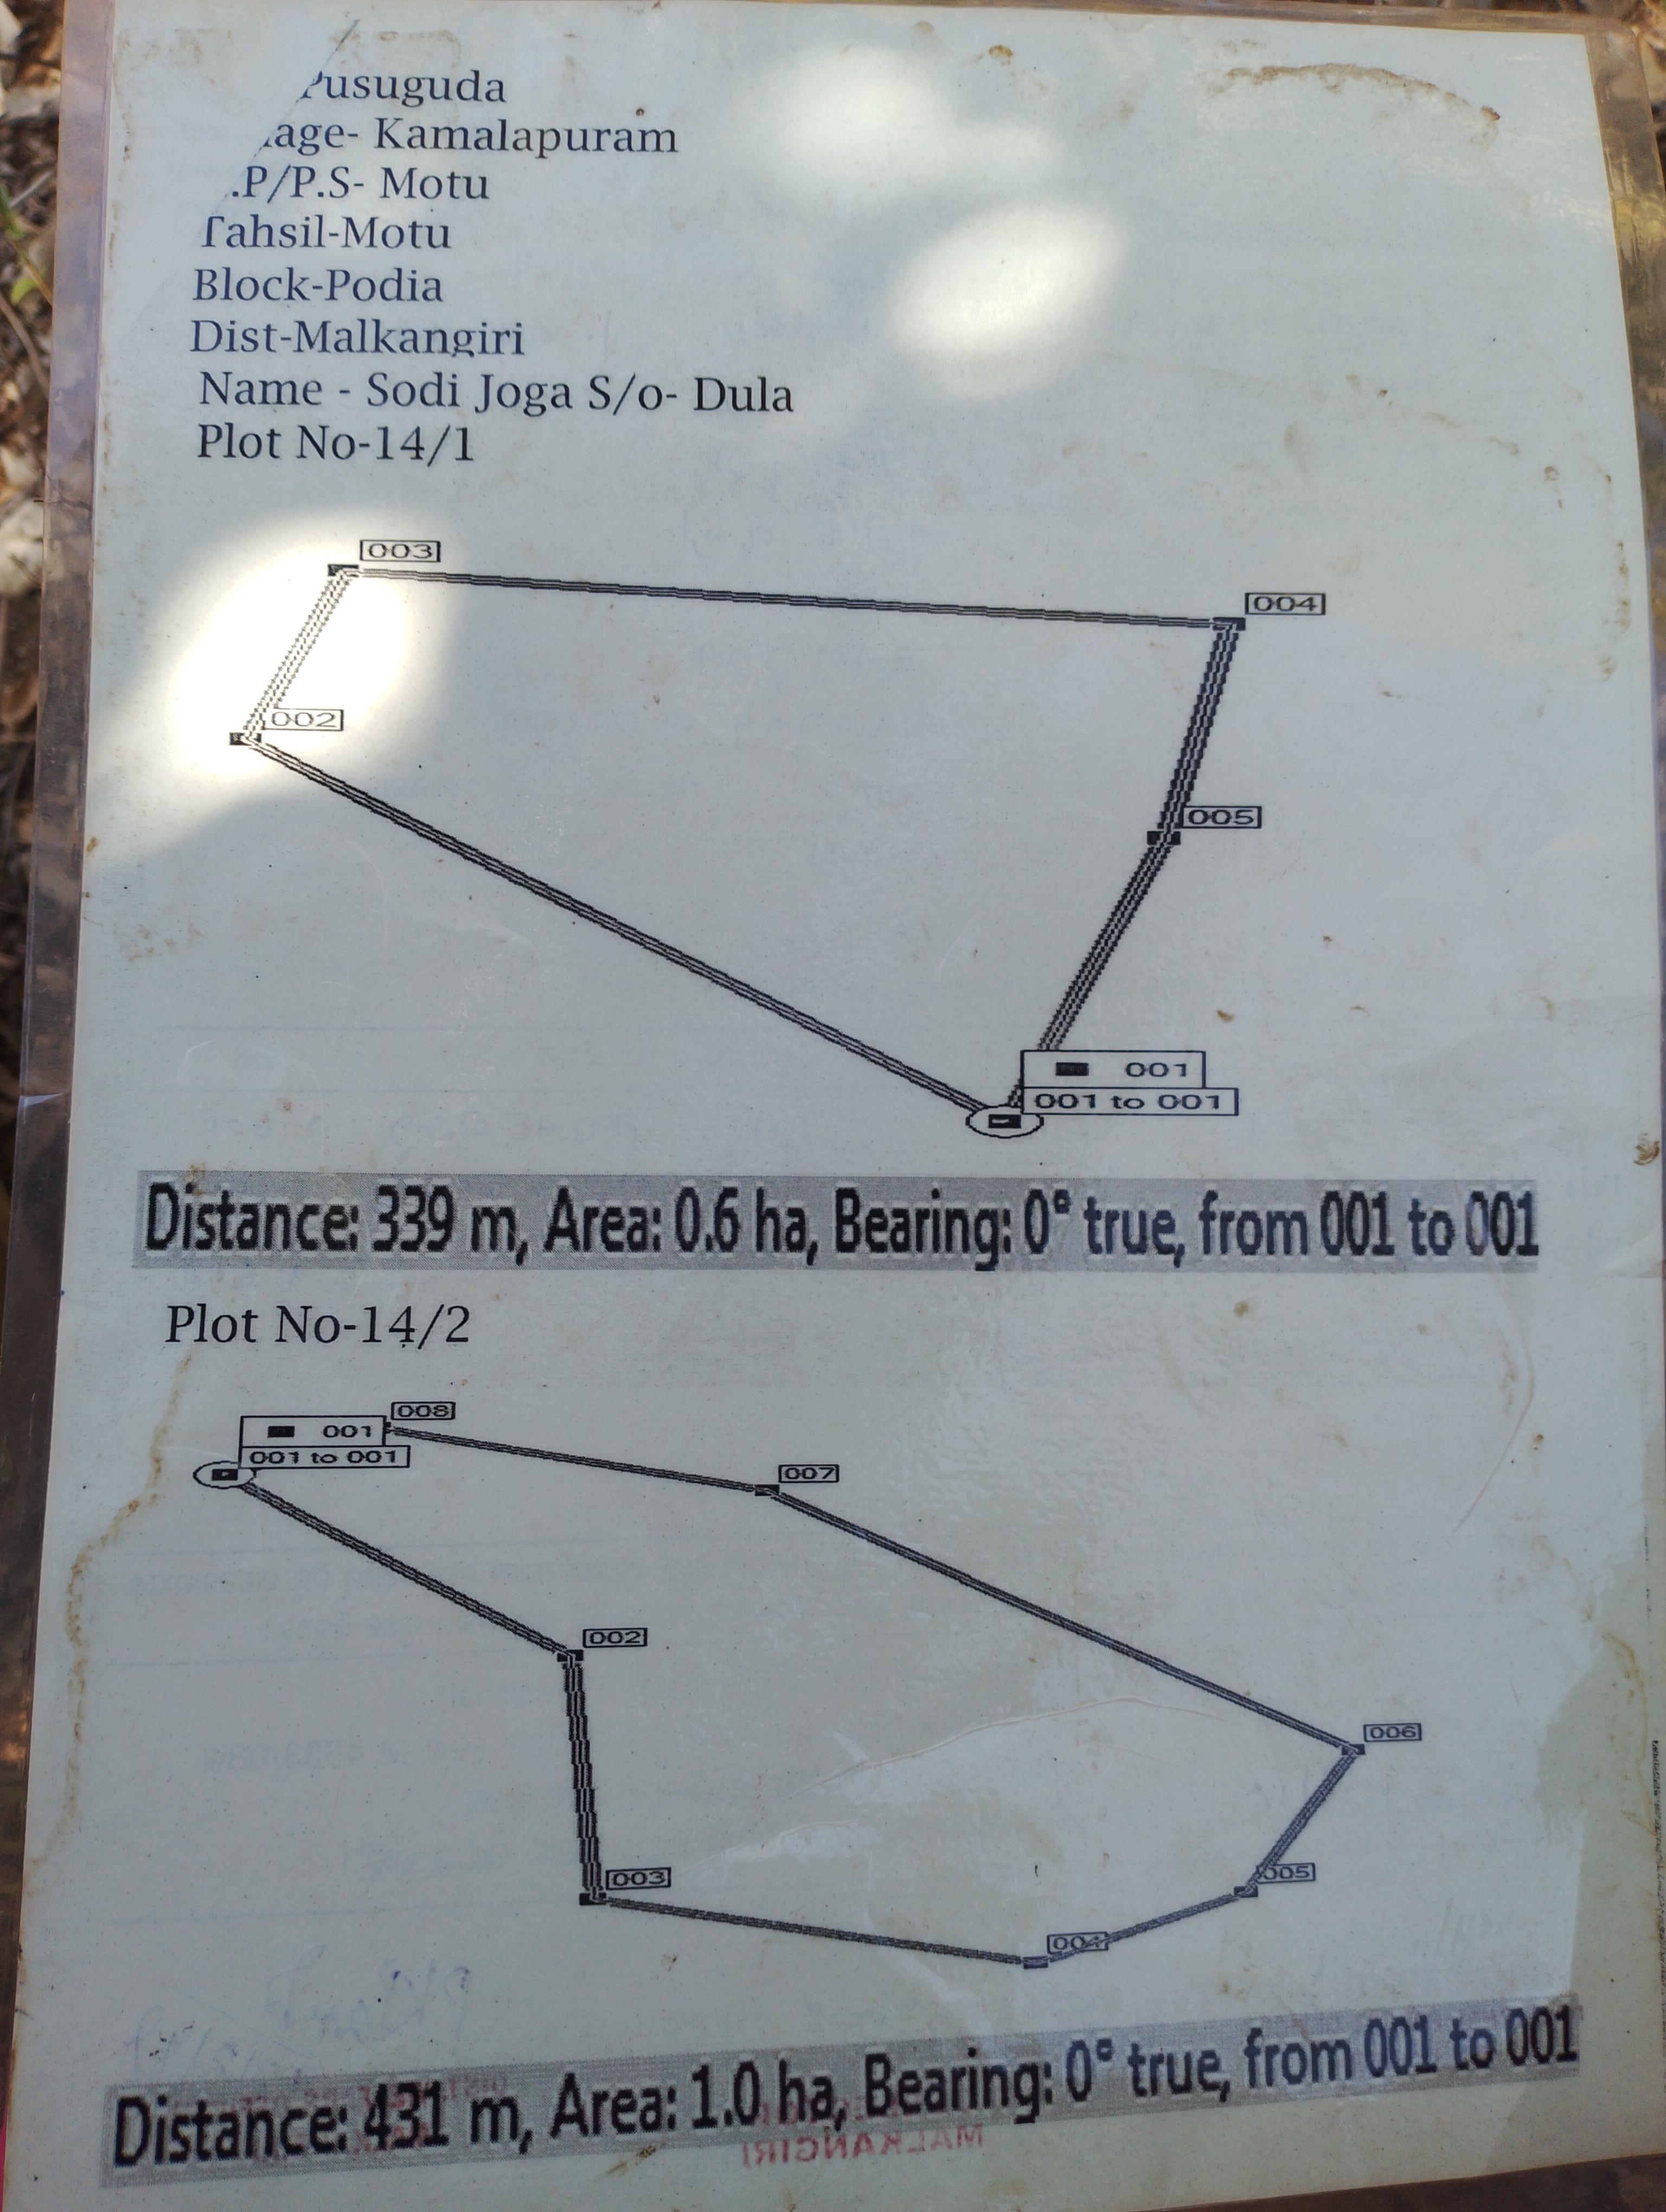 Pusuguda
age- Kamalapuram
.P/P.S- Motu
Tahsil-Motu
Block-Podia
Dist-Malkangiri
Name - Sodi Joga S/o- Dula
Plot No-14/1
003
004
002
005
001
001 to 001
Distance: 339 m, Area: 0.6 ha, Bearing: 0° true, from 001 to 001
Plot No-14/2
008
001
001 to 001
007
002
006
003
005
004
Distance: 431 m, Area: 1.0 ha, Bearing: 0° true, from 001 to 001
MALKANGIRI